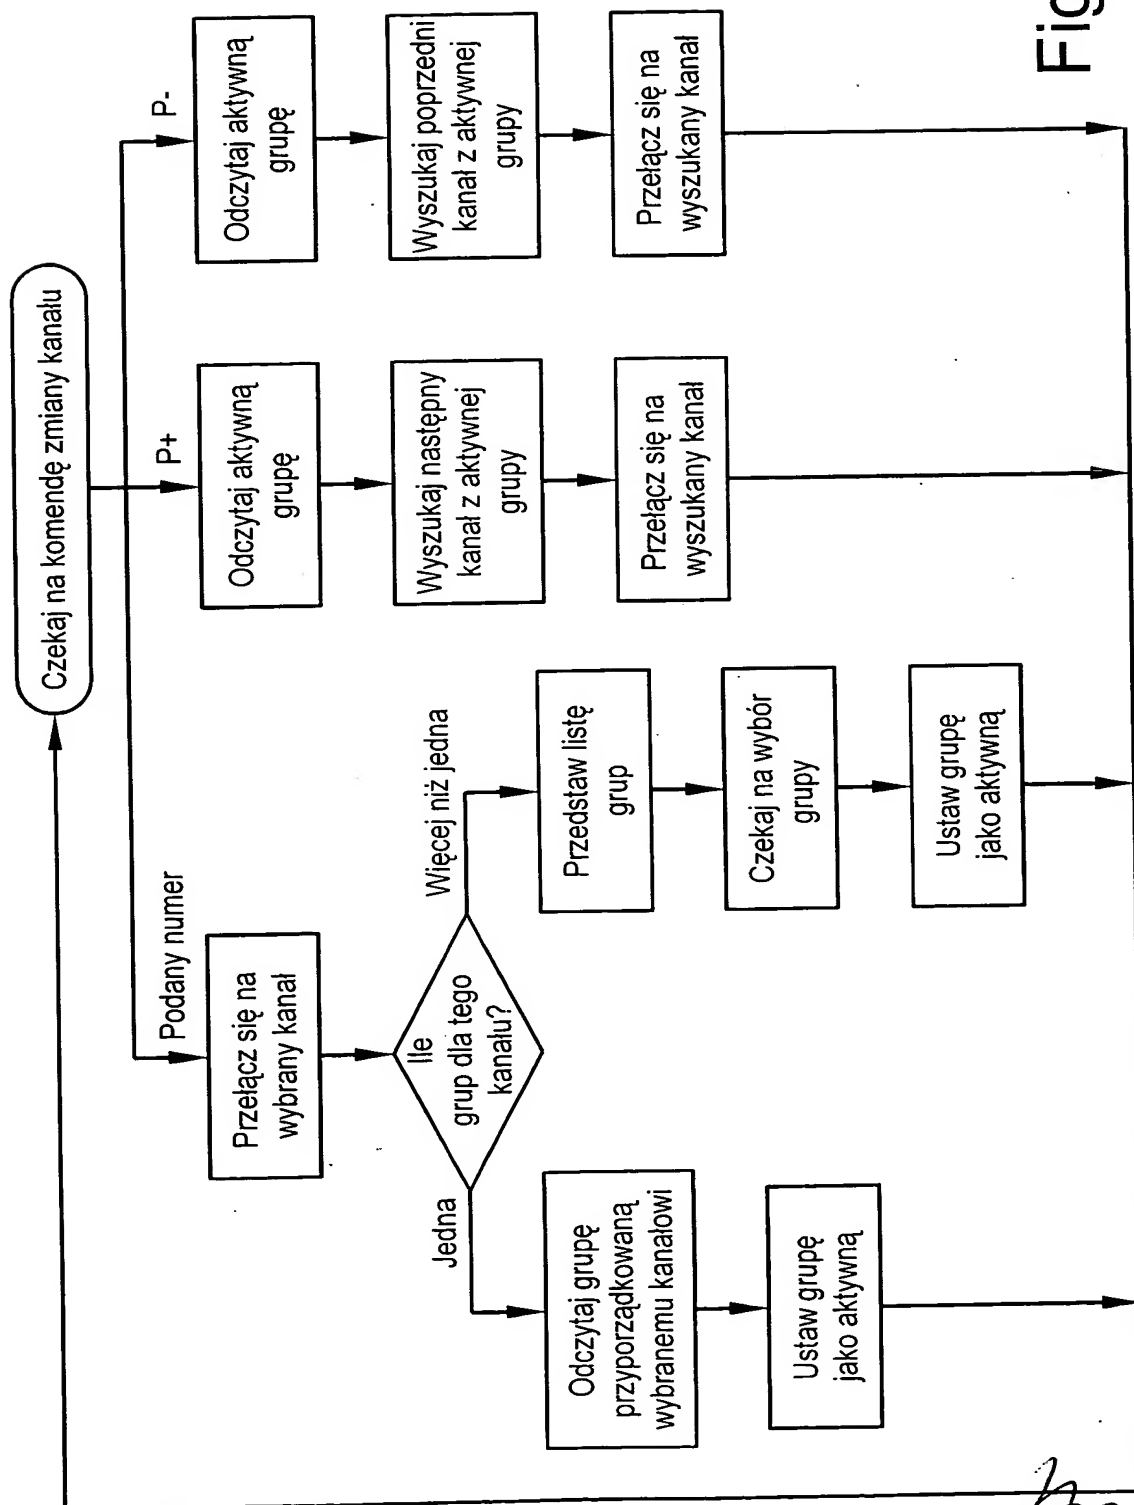 Czekaj na komendę zmiany kanału
Podany numer
P+
P-
Przełącz się na
wybrany kanał
Odczytaj aktywną
grupę
Odczytaj aktywną
grupę
Ile
grup dla tego
kanału?
Jedna
Więcej niż jedna
Wyszukaj następny
kanał z aktywnej
grupy
Wyszukaj poprzedni
kanał z aktywnej
grupy
Odczytaj grupę
przyporządkowaną
wybranemu kanałowi
Przedstaw listę
grup
Przełącz się na
wyszukany kanał
Przełącz się na
wyszukany kanał
Ustaw grupę
jako aktywną
Czekaj na wybór
grupy
Ustaw grupę
jako aktywną
Fig